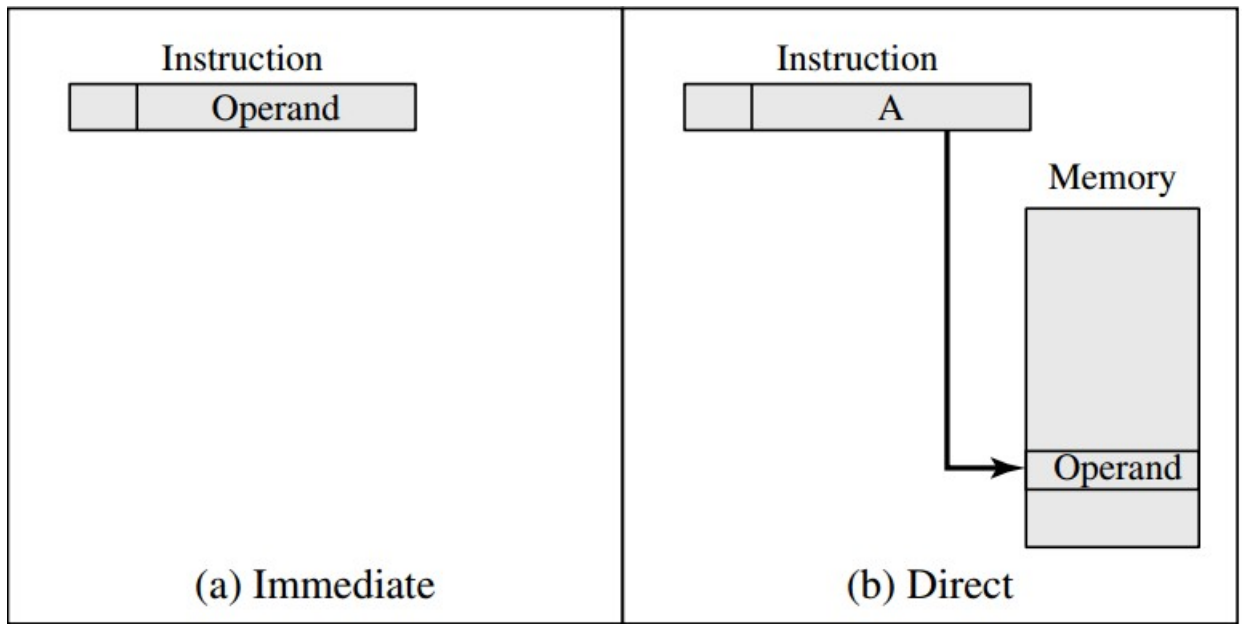 Instruction
Operand
(a) Immediate
Instruction
A
Memory
Operand
(b) Direct